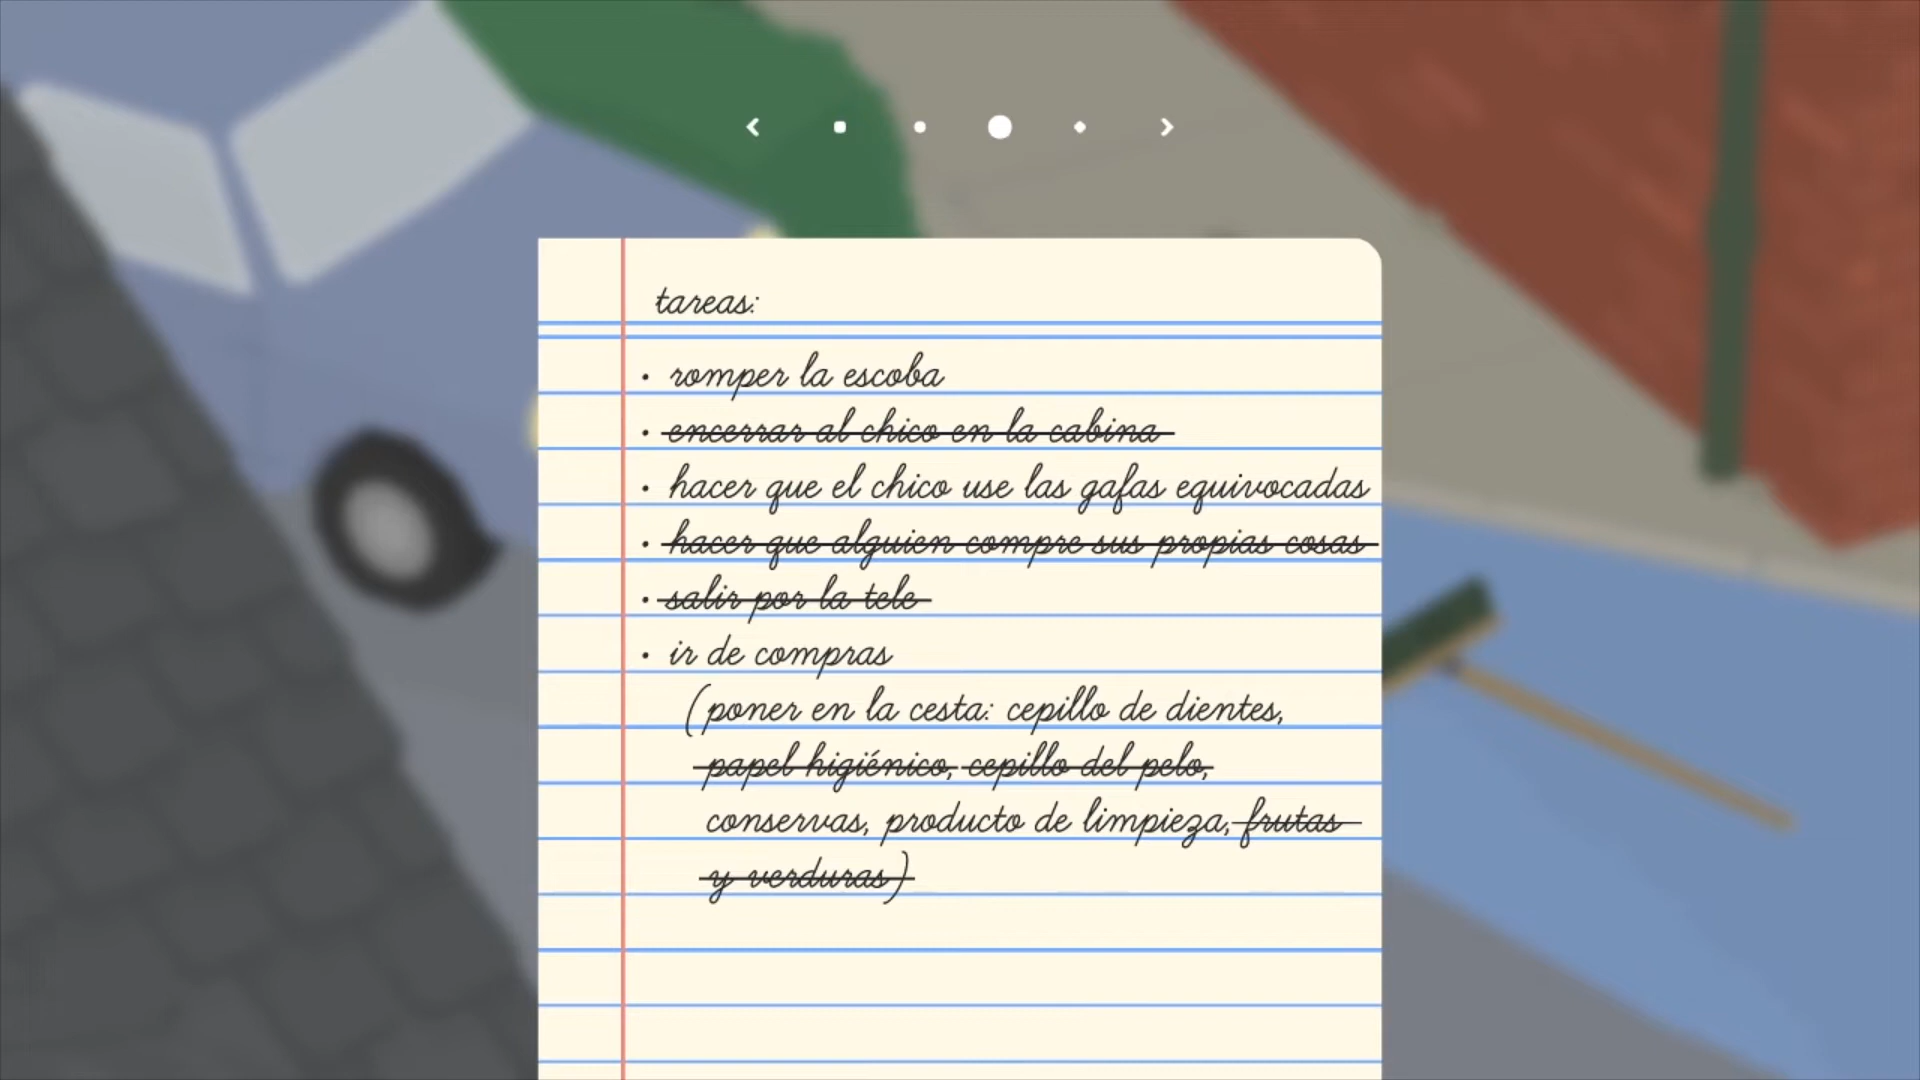 tareas:
• romper la escoba
• encerrar al chico en la cabina
• hacer que el chico use las gafas equivocadas
• hacer que alguien compre sus propias cosas
• salir por la tele
• ir de compras
(poner en la cesta: cepillo de dientes,
papel higiénico, cepillo del pelo,
conservas, producto de limpieza, frutas
y verduras)